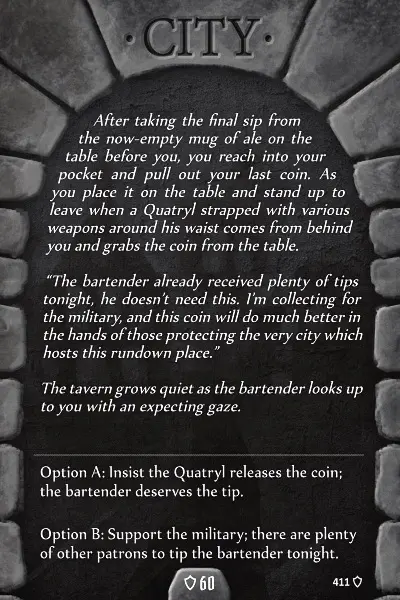 ·CITY·
After taking the final sip from
the now-empty mug of ale on the
table before you, you reach into your
pocket and pull out your last coin. As
you place it on the table and stand up to
leave when a Quatryl strapped with various
weapons around his waist comes from behind
you and grabs the coin from the table.
“The bartender already received plenty of tips
tonight, he doesn’t need this. I’m collecting for
the military, and this coin will do much better in
the hands of those protecting the very city which
hosts this rundown place.”
The tavern grows quiet as the bartender looks up
to you with an expecting gaze.
Option A: Insist the Quatryl releases the coin;
the bartender deserves the tip.
Option B: Support the military; there are plenty
of other patrons to tip the bartender tonight.
60
411